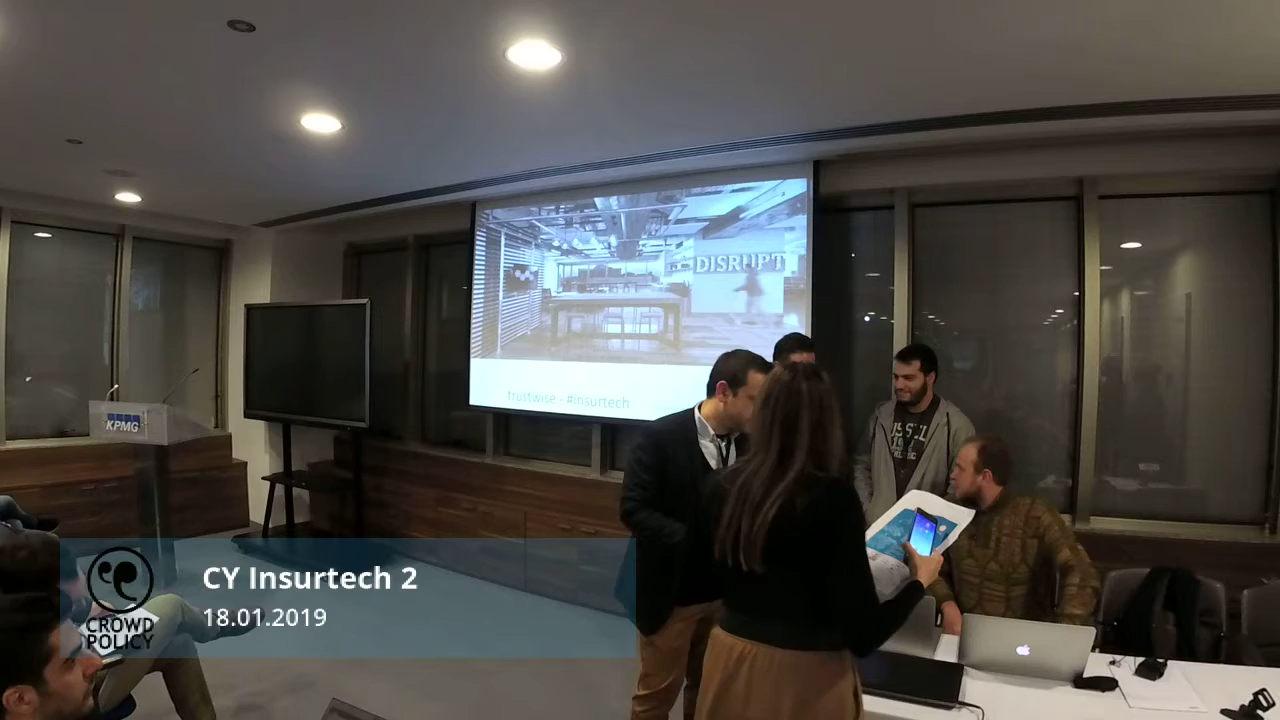 DISRUPT
trustwise - #insurtech
KPMG
CY Insurtech 2
18.01.2019
CROWD
POLICY